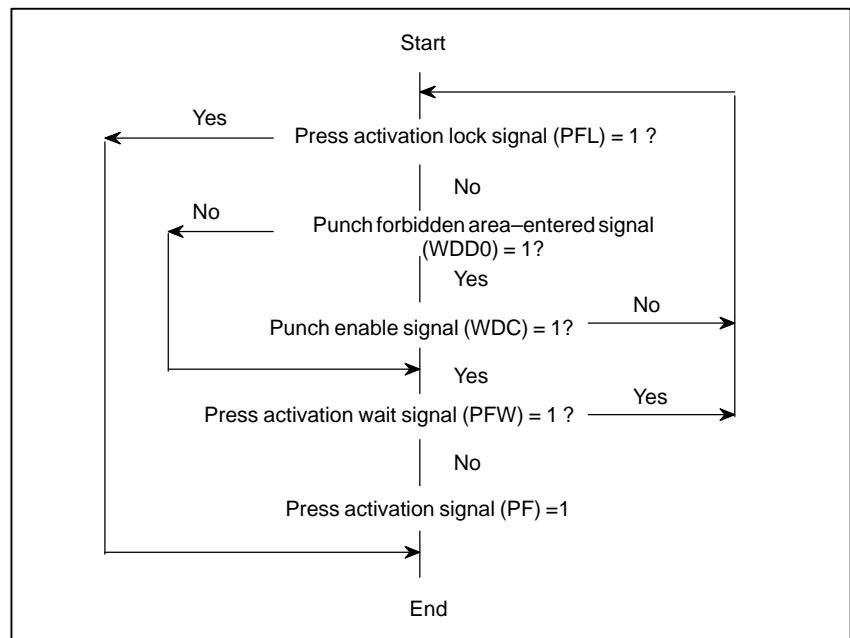 Start
Yes
Press activation lock signal (PFL) = 1 ?
No
No
Punch forbidden area–entered signal
(WDD0) = 1?
Yes
No
Punch enable signal (WDC) = 1?
Yes
Yes
Press activation wait signal (PFW) = 1 ?
No
Press activation signal (PF) =1
End